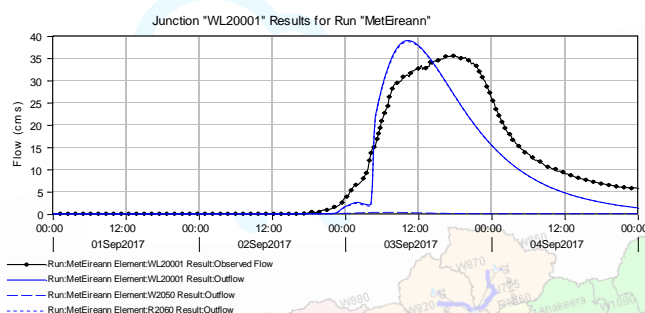 Junction "WL20001" Results for Run "MetEireann"
40
35
30
25
20
15
10
5
0
Flow (cms)
00:00 12:00 00:00 12:00 00:00 12:00 00:00 12:00 00:00
01Sep2017 02Sep2017 03Sep2017 04Sep2017
Run:MetEireann Element:WL20001 Result:Observed Flow
Run:MetEireann Element:WL20001 Result:Outflow
Run:MetEireann Element:W2050 Result:Outflow
Run:MetEireann Element:R2060 Result:Outflow
W870
W920